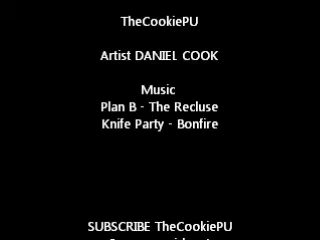 TheCookiePU
Artist DANIEL COOK
Music
Plan B - The Recluse
Knife Party - Bonfire
SUBSCRIBE TheCookiePU